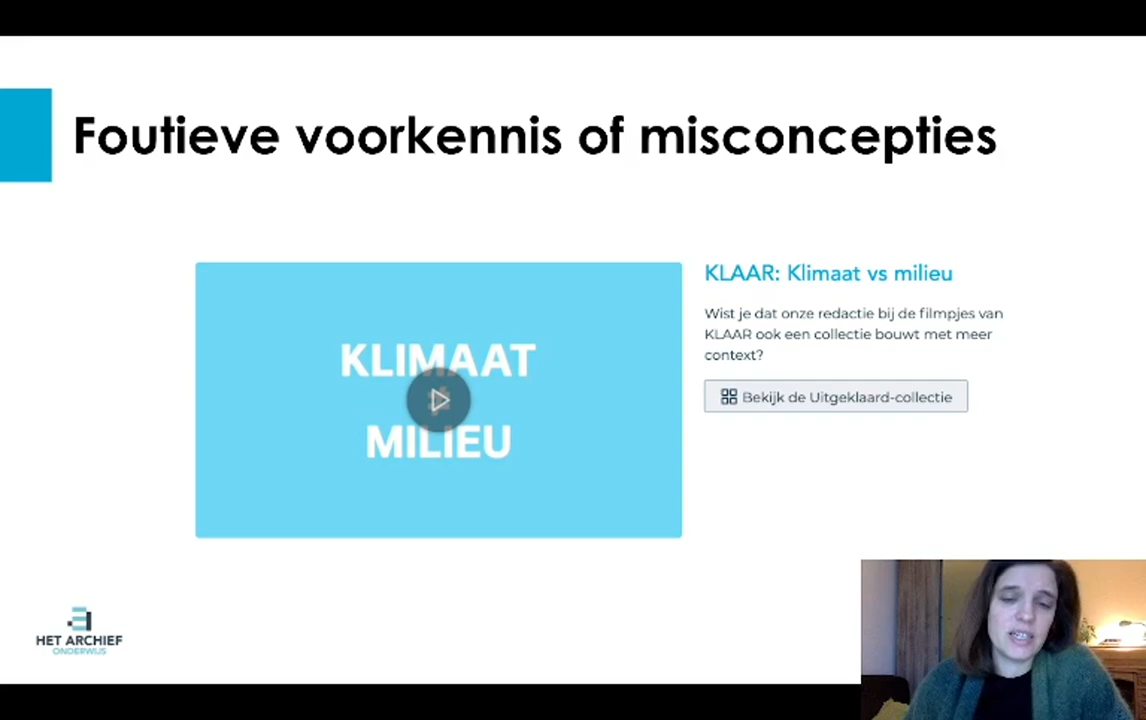 Foutieve voorkennis of misconcepties
KLIMAAT
MILIEU
KLAAR: Klimaat vs milieu
Wist je dat onze redactie bij de filmpjes van
KLAAR ook een collectie bouwt met meer
context?
Bekijk de Uitgeklaard-collectie
HET ARCHIEF
ONDERWIJS